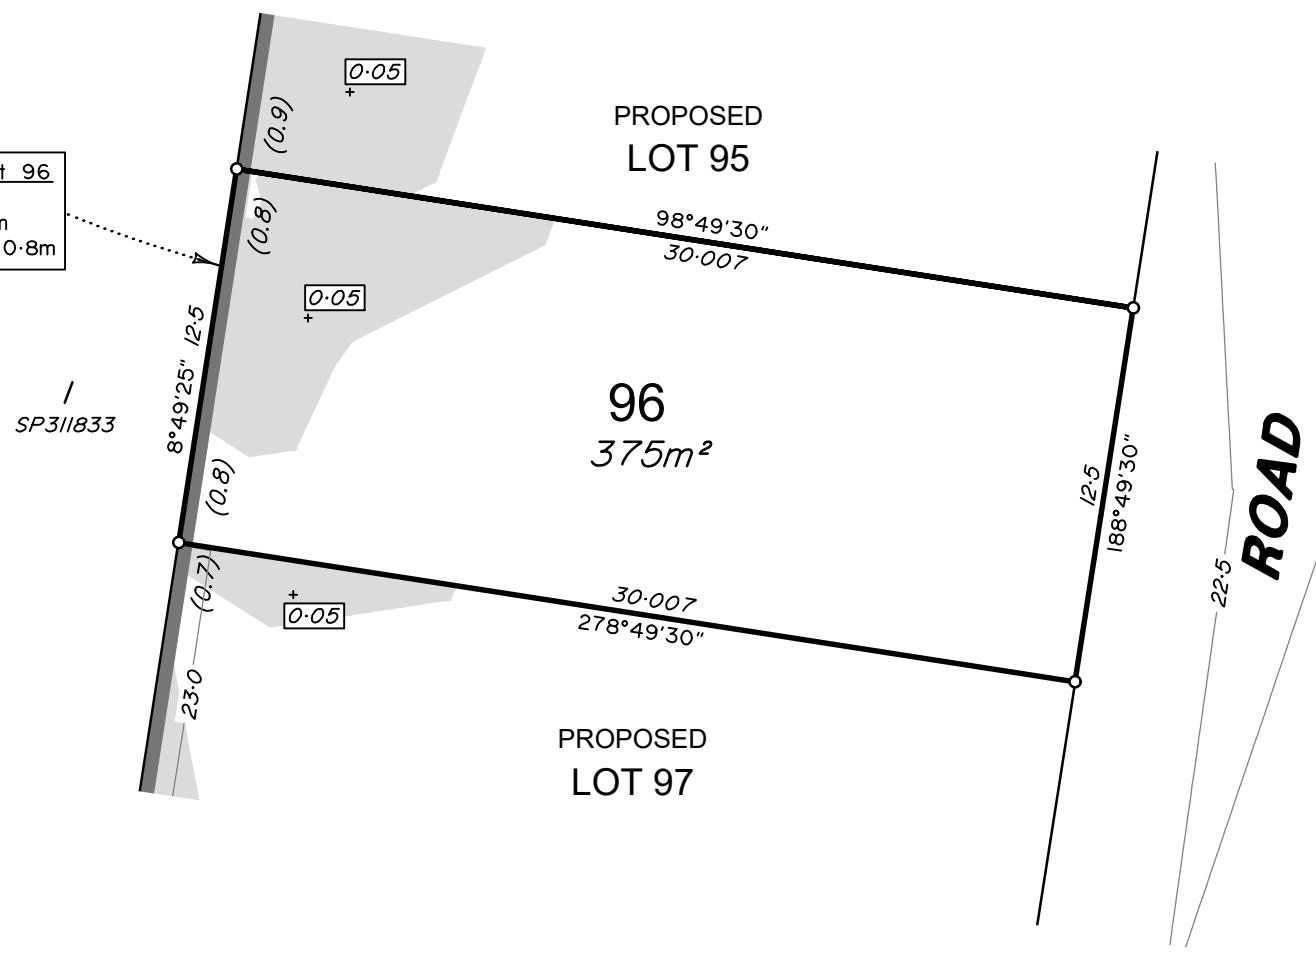 0·05
(0.9)
PROPOSED
LOT 95
t 96
m
0·8m
(0.8)
98°49'30"
30·007
0·05
12·5
8°49'25"
SP311833
96
375m²
ROAD
12·5
188°49'30"
(0.8)
(0.7)
0·05
30·007
278°49'30"
22·5
23·0
PROPOSED
LOT 97